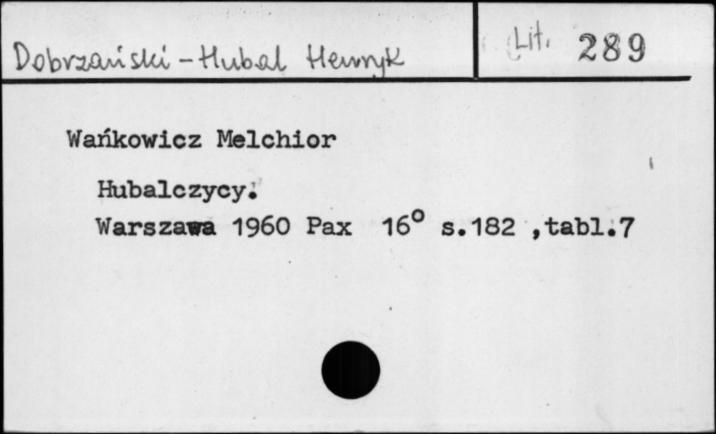 Dobrzański-Hubal Henryk
Lit. 289
Wańkowicz Melchior
Hubalczycy.
Warszawa 1960 Pax 16° s.182 ,tabl.7